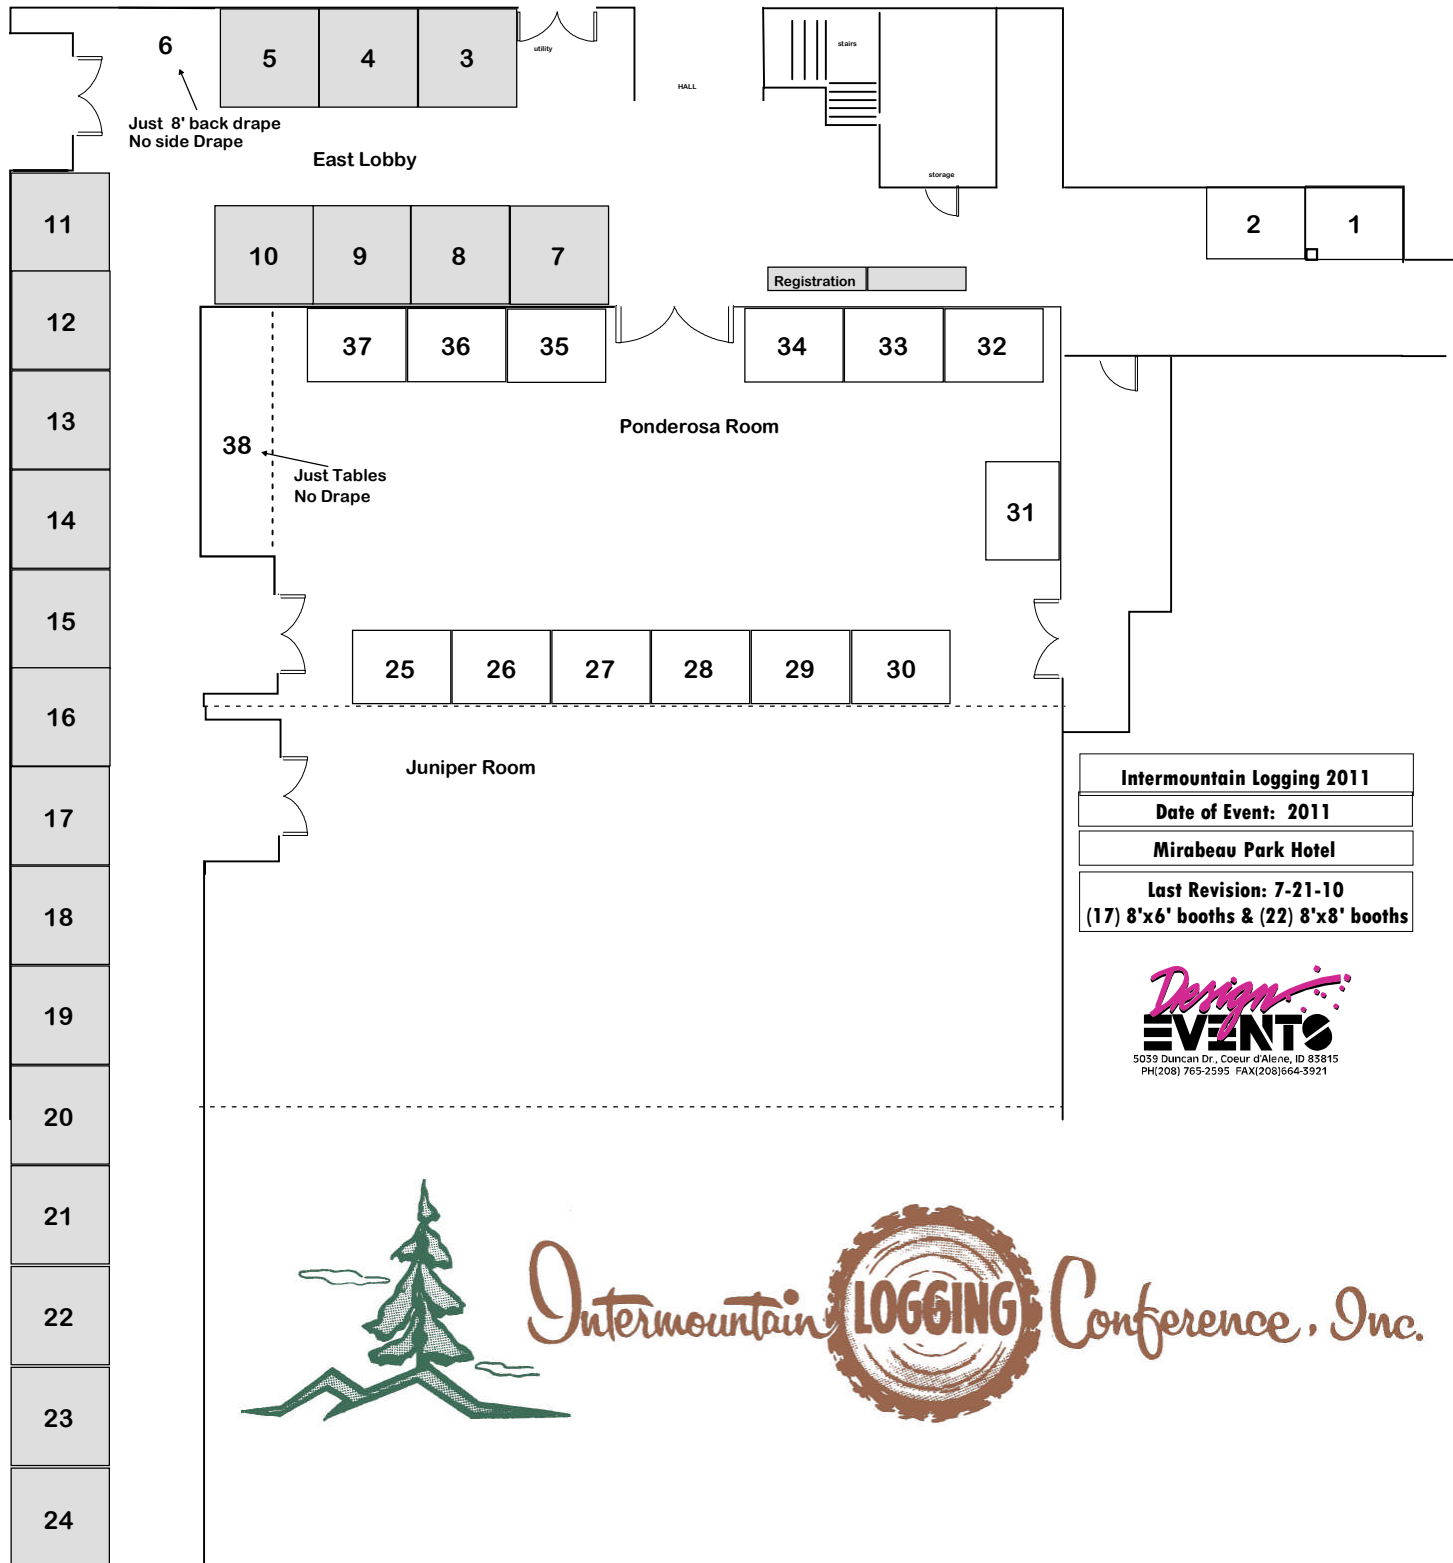 6
5
4
3
utility
stairs
HALL
Just 8' back drape
No side Drape
East Lobby
storage
11
2
1
10
9
8
7
Registration
12
37
36
35
34
33
32
13
Ponderosa Room
38
Just Tables
No Drape
14
31
15
25
26
27
28
29
30
16
Juniper Room
17
Intermountain Logging 2011
Date of Event: 2011
Mirabeau Park Hotel
Last Revision: 7-21-10
(17) 8'x6' booths & (22) 8'x8' booths
18
19
Design
EVENTS
5039 Duncan Dr., Coeur d'Alene, ID 83815
PH(208) 765-2595 FAX(208)664-3921
20
21
22
Intermountain LOGGING Conference, Inc.
23
24